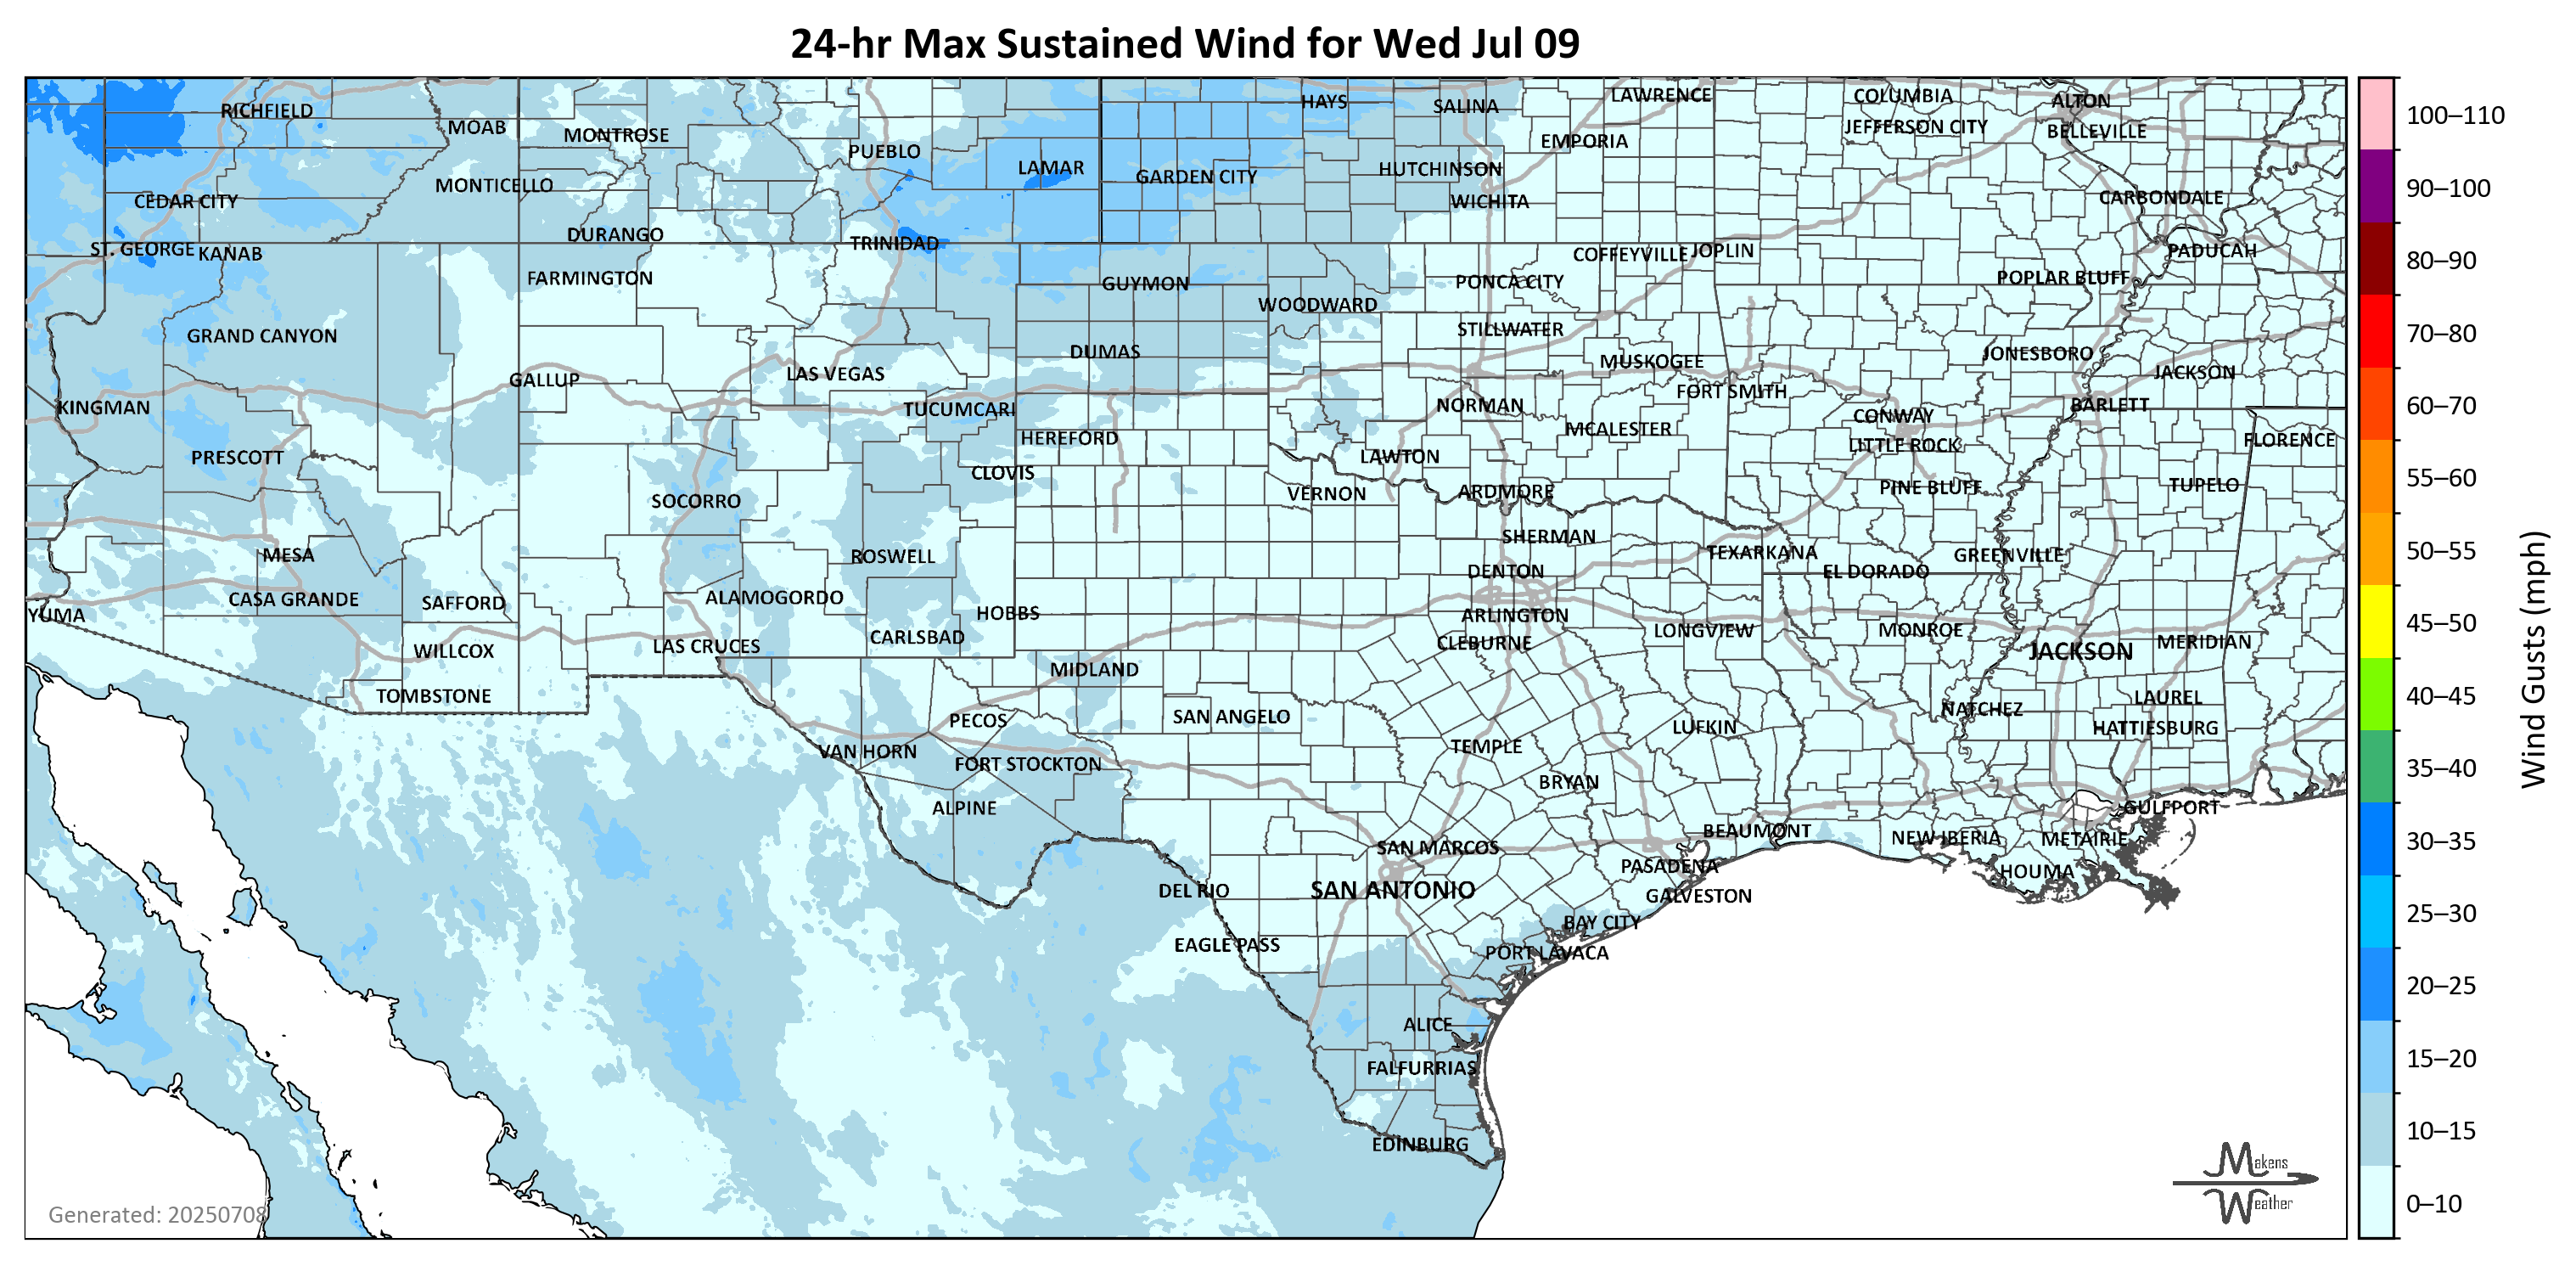 24-hr Max Sustained Wind for Wed Jul 09
RICHFIELD
MOAB
MONTROSE
PUEBLO
LAMAR
HAYS
SALINA
LAWRENCE
EMPORIA
COLUMBIA
JEFFERSON CITY
ALTON
BELLEVILLE
CEDAR CITY
MONTICELLO
GARDEN CITY
HUTCHINSON
WICHITA
CARBONDALE
ST. GEORGE
KANAB
DURANGO
TRINIDAD
COFFEYVILLE
JOPLIN
PADUCAH
FARMINGTON
GUYMON
WOODWARD
PONCA CITY
POPLAR BLUFF
GRAND CANYON
DUMAS
STILLWATER
MUSKOGEE
JONESBORO
KINGMAN
GALLUP
LAS VEGAS
TUCUMCARI
NORMAN
FORT SMITH
CONWAY
BARLETT
JACKSON
PRESCOTT
HEREFORD
CLOVIS
LAWTON
MCALESTER
LITTLE ROCK
FLORENCE
SOCORRO
VERNON
ARDMORE
PINE BLUFF
TUPELO
MESA
ROSWELL
SHERMAN
TEXARKANA
GREENVILLE
DENTON
EL DORADO
YUMA
CASA GRANDE
SAFFORD
ALAMOGORDO
HOBBS
ARLINGTON
CLEBURNE
LONGVIEW
MONROE
MERIDIAN
WILLCOX
LAS CRUCES
CARLSBAD
MIDLAND
JACKSON
TOMBSTONE
PECOS
SAN ANGELO
LUFKIN
NATCHEZ
LAUREL
HATTIESBURG
VAN HORN
FORT STOCKTON
TEMPLE
BRYAN
ALPINE
SAN MARCOS
BEAUMONT
NEW IBERIA
METAIRIE
GULFPORT
DEL RIO
SAN ANTONIO
PASADENA
GALVESTON
HOUMA
EAGLE PASS
BAY CITY
PORT LAVACA
ALICE
FALFURRIAS
EDINBURG
Generated: 20250708
Makens
Weather
100–110
90–100
80–90
70–80
60–70
55–60
50–55
45–50
40–45
35–40
30–35
25–30
20–25
15–20
10–15
0–10
Wind Gusts (mph)